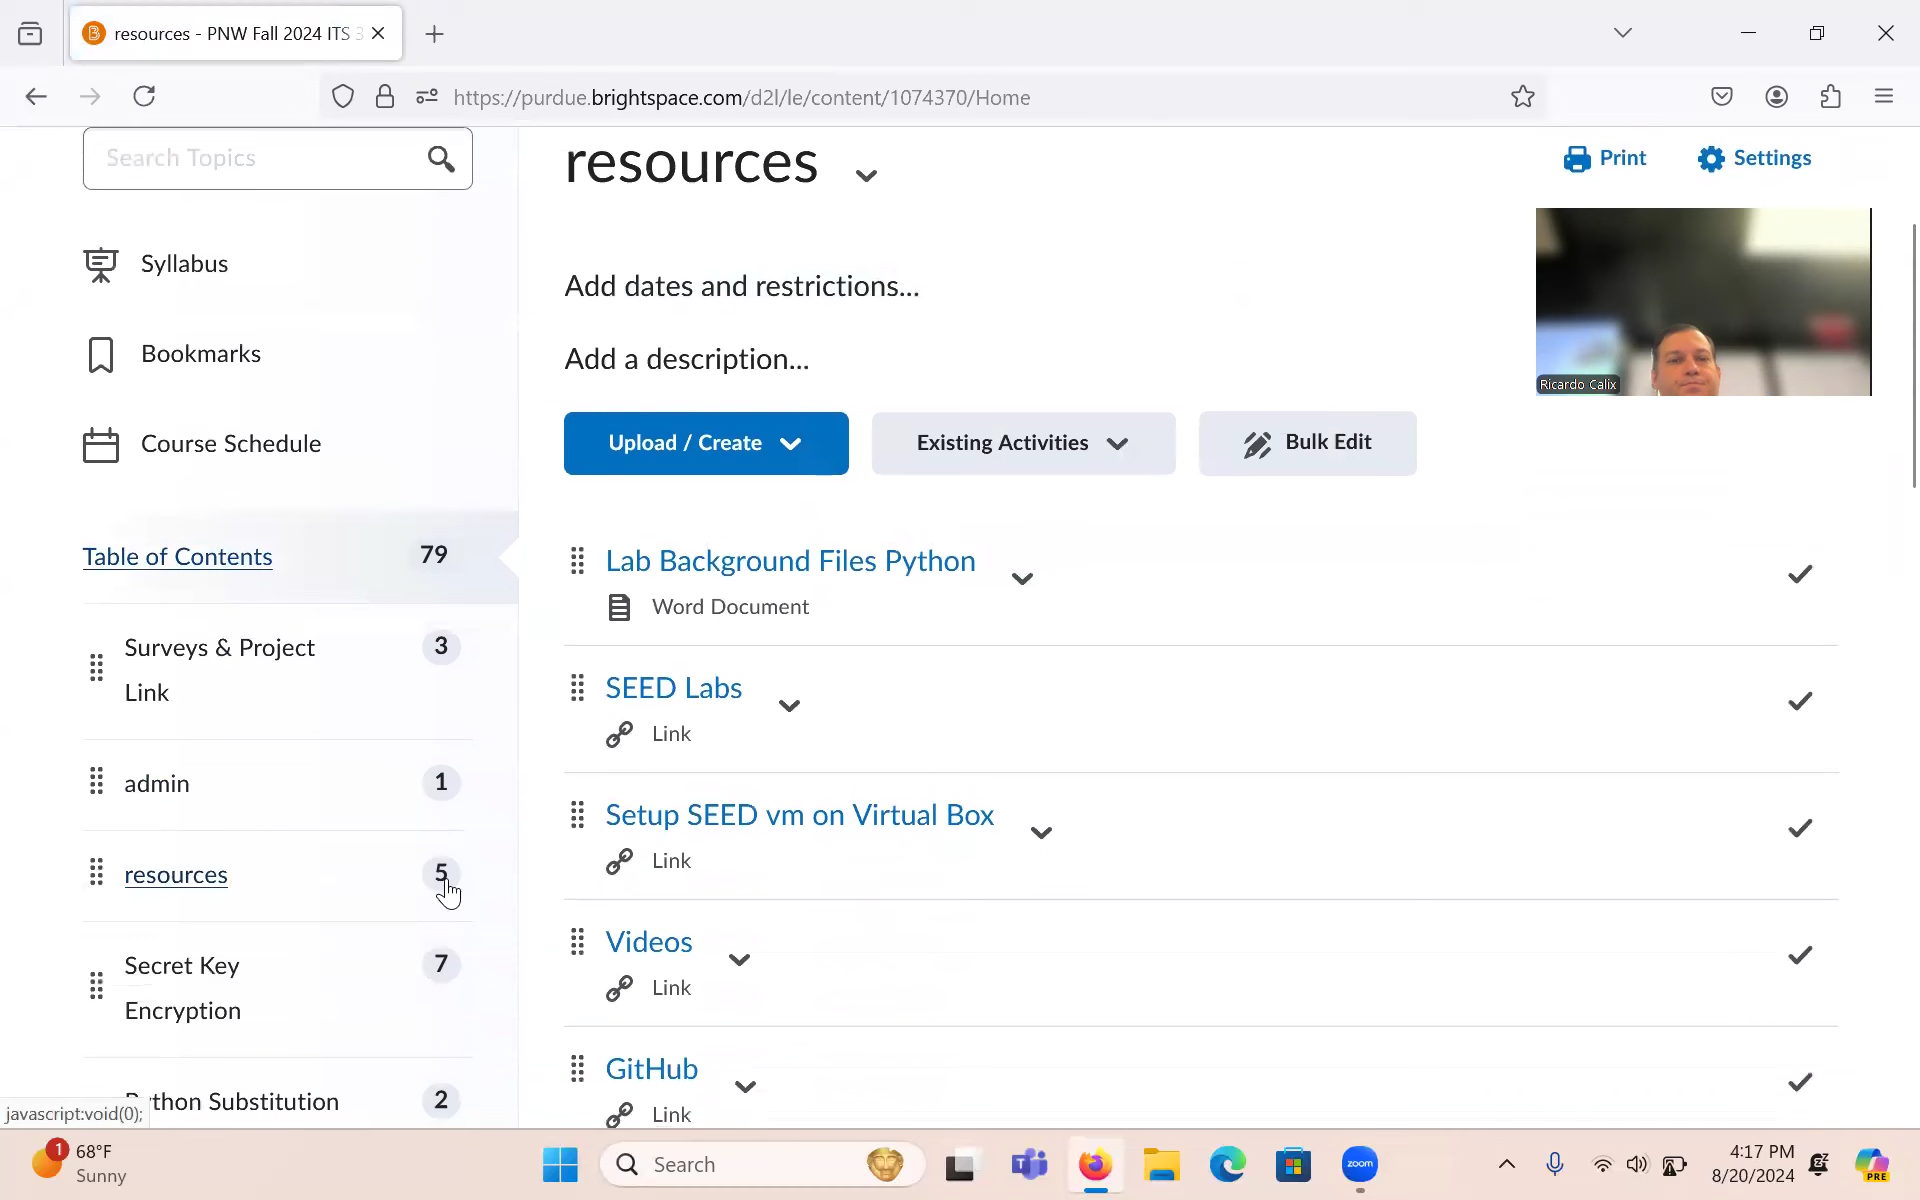 resources - PNW Fall 2024 ITS 3
https://purdue.brightspace.com/d2l/le/content/1074370/Home
Search Topics
Syllabus
Bookmarks
Course Schedule
Table of Contents 79
Surveys & Project
Link
3
admin 1
resources 5
Secret Key
Encryption
7
Python Substitution 2
javascript:void(0);
resources
Print
Settings
Add dates and restrictions...
Add a description...
Ricardo Calix
Upload / Create
Existing Activities
Bulk Edit
Lab Background Files Python
Word Document
SEED Labs
Link
Setup SEED vm on Virtual Box
Link
Videos
Link
GitHub
Link
1
68°F
Sunny
Search
zoom
4:17 PM
8/20/2024
PRE